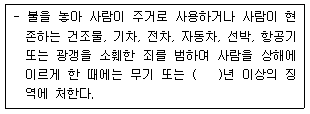 - 불을 놓아 사람이 주거로 사용하거나 사람이 현
존하는 건조물, 기차, 전차, 자동차, 선박, 항공기
또는 광갱을 소훼한 죄를 범하여 사람을 상해에
이르게 한 때에는 무기 또는 (   )년 이상의 징
역에 처한다.